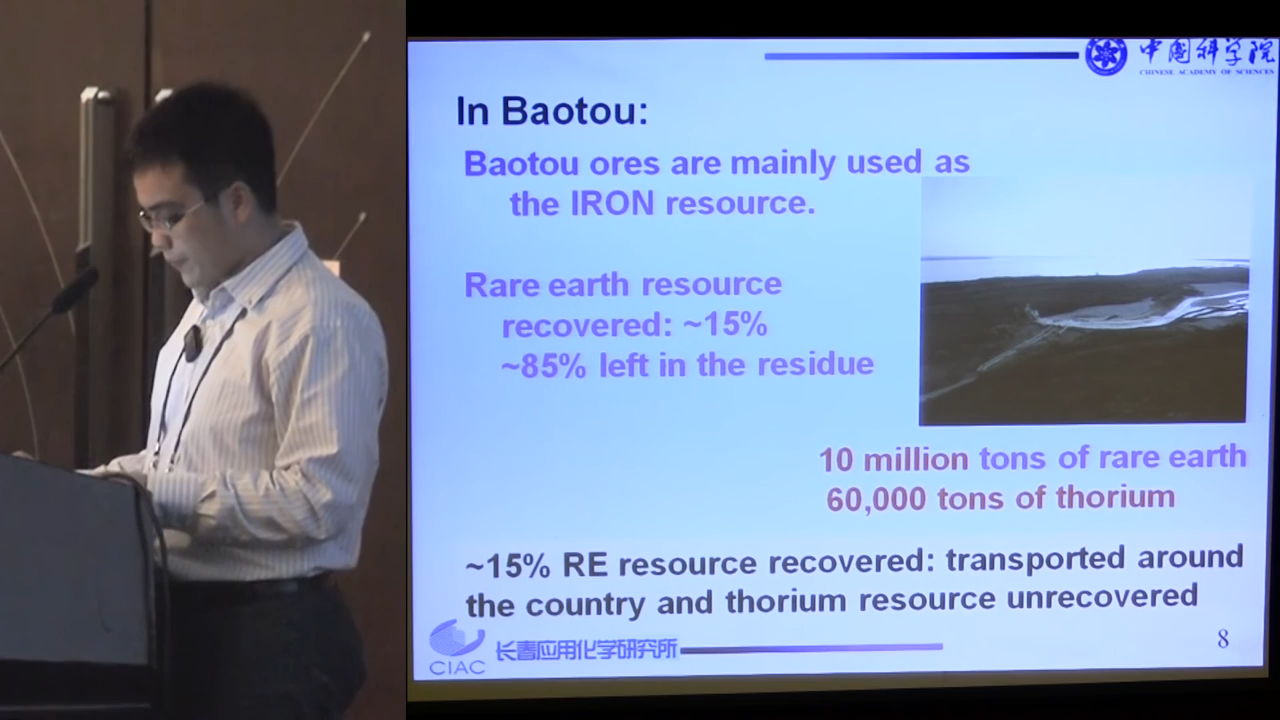 中国科学院
CHINESE ACADEMY OF SCIENCES
In Baotou:
Baotou ores are mainly used as
the IRON resource.
Rare earth resource
recovered: ~15%
~85% left in the residue
10 million tons of rare earth
60,000 tons of thorium
~15% RE resource recovered: transported around
the country and thorium resource unrecovered
CIAC 长春应用化学研究所
8